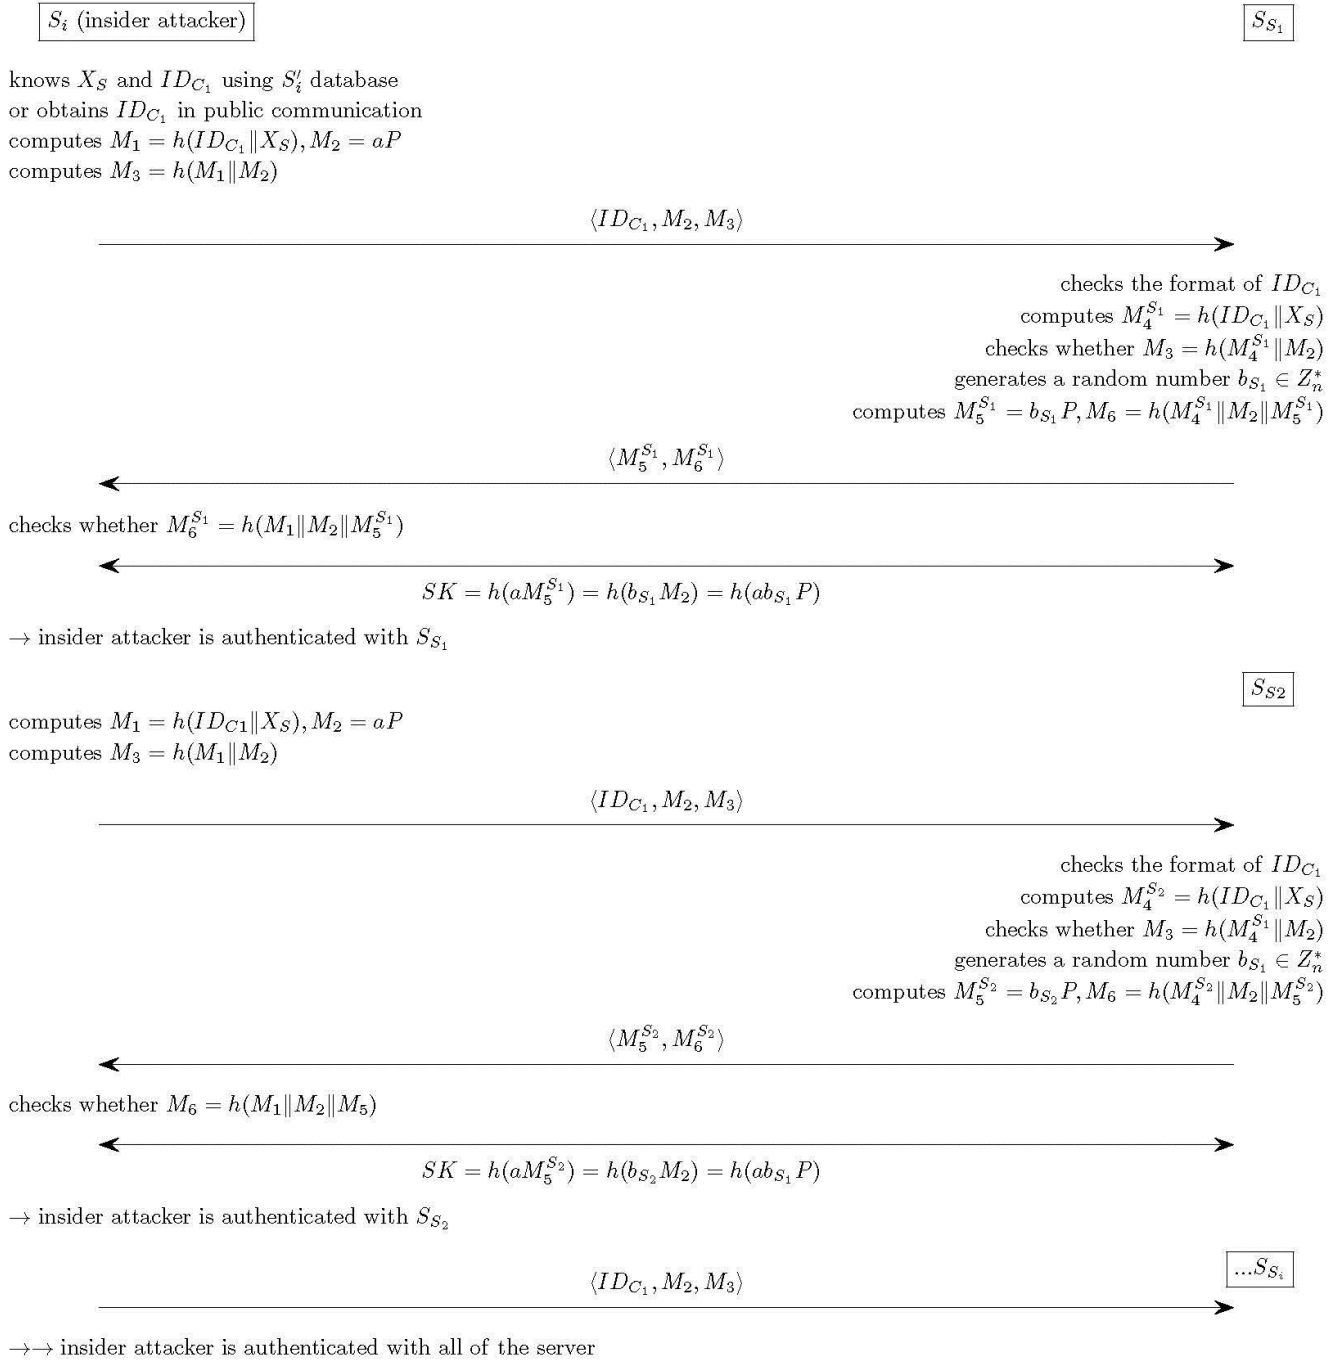 S_i (insider attacker)
S_{S_1}
knows X_S and ID_{C_1} using S'_i database
or obtains ID_{C_1} in public communication
computes M_1 = h(ID_{C_1}∥X_S), M_2 = aP
computes M_3 = h(M_1∥M_2)
⟨ID_{C_1}, M_2, M_3⟩
checks the format of ID_{C_1}
computes M_4^{S_1} = h(ID_{C_1}∥X_S)
checks whether M_3 = h(M_4^{S_1}∥M_2)
generates a random number b_{S_1} ∈ Z_n^*
computes M_5^{S_1} = b_{S_1}P, M_6 = h(M_4^{S_1}∥M_2∥M_5^{S_1})
⟨M_5^{S_1}, M_6^{S_1}⟩
checks whether M_6^{S_1} = h(M_1∥M_2∥M_5^{S_1})
SK = h(aM_5^{S_1}) = h(b_{S_1}M_2) = h(ab_{S_1}P)
→ insider attacker is authenticated with S_{S_1}
S_{S2}
computes M_1 = h(ID_{C1}∥X_S), M_2 = aP
computes M_3 = h(M_1∥M_2)
⟨ID_{C_1}, M_2, M_3⟩
checks the format of ID_{C_1}
computes M_4^{S_2} = h(ID_{C_1}∥X_S)
checks whether M_3 = h(M_4^{S_1}∥M_2)
generates a random number b_{S_1} ∈ Z_n^*
computes M_5^{S_2} = b_{S_2}P, M_6 = h(M_4^{S_2}∥M_2∥M_5^{S_2})
⟨M_5^{S_2}, M_6^{S_2}⟩
checks whether M_6 = h(M_1∥M_2∥M_5)
SK = h(aM_5^{S_2}) = h(b_{S_2}M_2) = h(ab_{S_1}P)
→ insider attacker is authenticated with S_{S_2}
...S_{S_i}
⟨ID_{C_1}, M_2, M_3⟩
→→ insider attacker is authenticated with all of the server